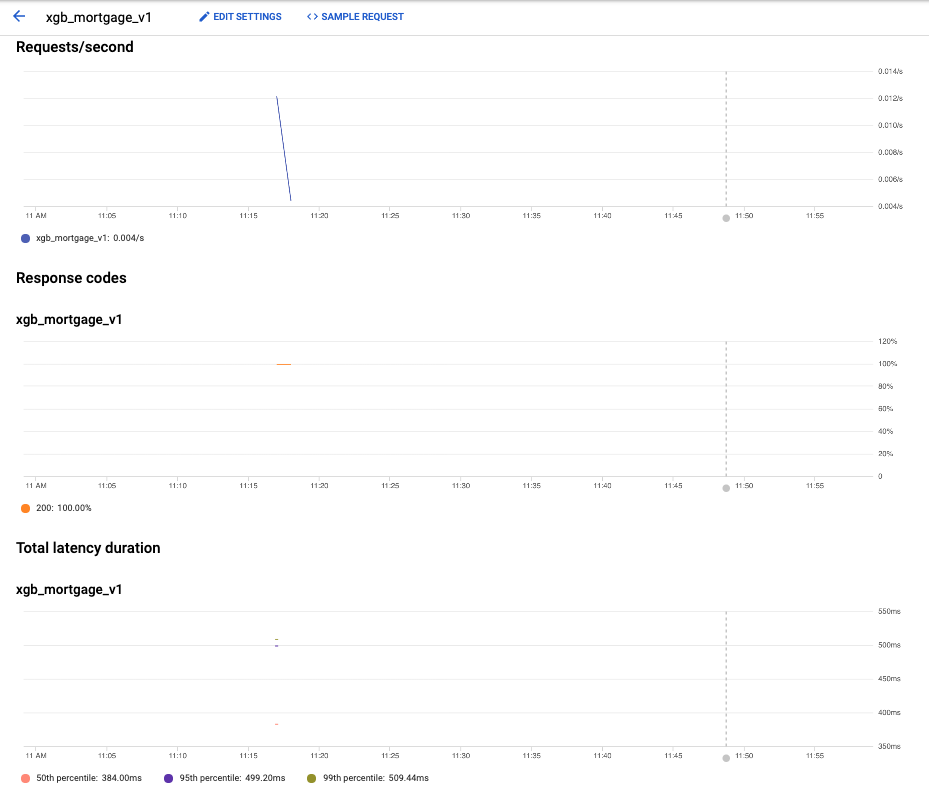 xgb_mortgage_v1 EDIT SETTINGS <> SAMPLE REQUEST
Requests/second
0.014/s
0.012/s
0.010/s
0.008/s
0.006/s
0.004/s
11 AM 11:05 11:10 11:15 11:20 11:25 11:30 11:35 11:40 11:45 11:50 11:55
xgb_mortgage_v1: 0.004/s
Response codes
xgb_mortgage_v1
120%
100%
80%
60%
40%
20%
0
11 AM 11:05 11:10 11:15 11:20 11:25 11:30 11:35 11:40 11:45 11:50 11:55
200: 100.00%
Total latency duration
xgb_mortgage_v1
550ms
500ms
450ms
400ms
350ms
11 AM 11:05 11:10 11:15 11:20 11:25 11:30 11:35 11:40 11:45 11:50 11:55
50th percentile: 384.00ms 95th percentile: 499.20ms 99th percentile: 509.44ms